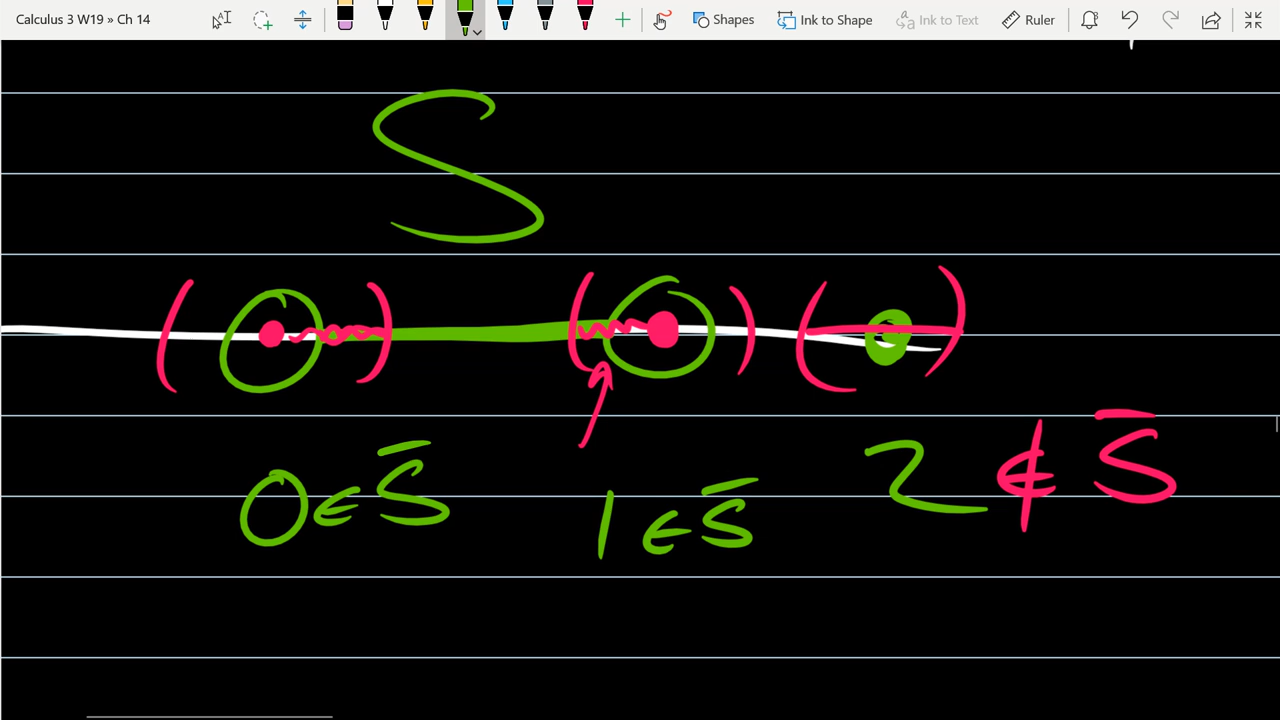 Calculus 3 W19 » Ch 14
Shapes
Ink to Shape
Ink to Text
Ruler
S
( ) ( ) ( )
0 ∈ S̅
1 ∈ S̅
2 ∉ S̅